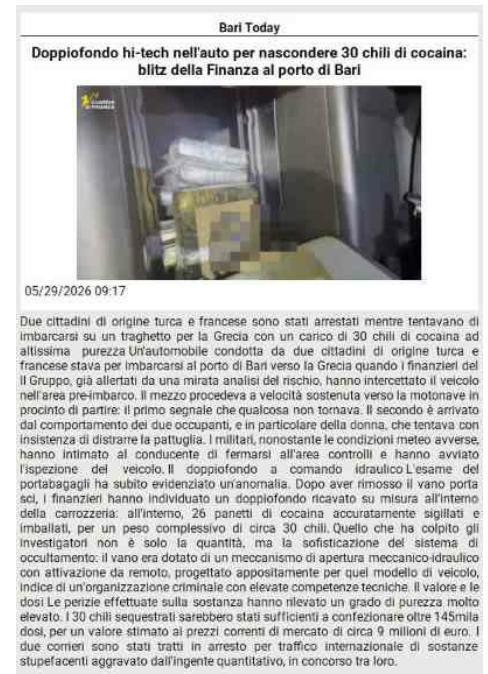 Bari Today
Doppiofondo hi-tech nell'auto per nascondere 30 chili di cocaina:
blitz della Finanza al porto di Bari
GUARDIA
DI FINANZA
05/29/2026 09:17
Due cittadini di origine turca e francese sono stati arrestati mentre tentavano di
imbarcarsi su un traghetto per la Grecia con un carico di 30 chili di cocaina ad
altissima purezza Un'automobile condotta da due cittadini di origine turca e
francese stava per imbarcarsi al porto di Bari verso la Grecia quando i finanzieri del
II Gruppo, già allertati da una mirata analisi del rischio, hanno intercettato il veicolo
nell'area pre-imbarco. Il mezzo procedeva a velocità sostenuta verso la motonave in
procinto di partire: il primo segnale che qualcosa non tornava. Il secondo è arrivato
dal comportamento dei due occupanti, e in particolare della donna, che tentava con
insistenza di distrarre la pattuglia. I militari, nonostante le condizioni meteo avverse,
hanno intimato al conducente di fermarsi all'area controlli e hanno avviato
l'ispezione del veicolo. Il doppiofondo a comando idraulico L'esame del
portabagagli ha subito evidenziato un'anomalia. Dopo aver rimosso il vano porta
sci, i finanzieri hanno individuato un doppiofondo ricavato su misura all'interno
della carrozzeria: all'interno, 26 panetti di cocaina accuratamente sigillati e
imballati, per un peso complessivo di circa 30 chili. Quello che ha colpito gli
investigatori non è solo la quantità, ma la sofisticazione del sistema di
occultamento: il vano era dotato di un meccanismo di apertura meccanico-idraulico
con attivazione da remoto, progettato appositamente per quel modello di veicolo,
indice di un'organizzazione criminale con elevate competenze tecniche. Il valore e le
dosi Le perizie effettuate sulla sostanza hanno rilevato un grado di purezza molto
elevato. I 30 chili sequestrati sarebbero stati sufficienti a confezionare oltre 145mila
dosi, per un valore stimato ai prezzi correnti di mercato di circa 9 milioni di euro. I
due corrieri sono stati tratti in arresto per traffico internazionale di sostanze
stupefacenti aggravato dall'ingente quantitativo, in concorso tra loro.